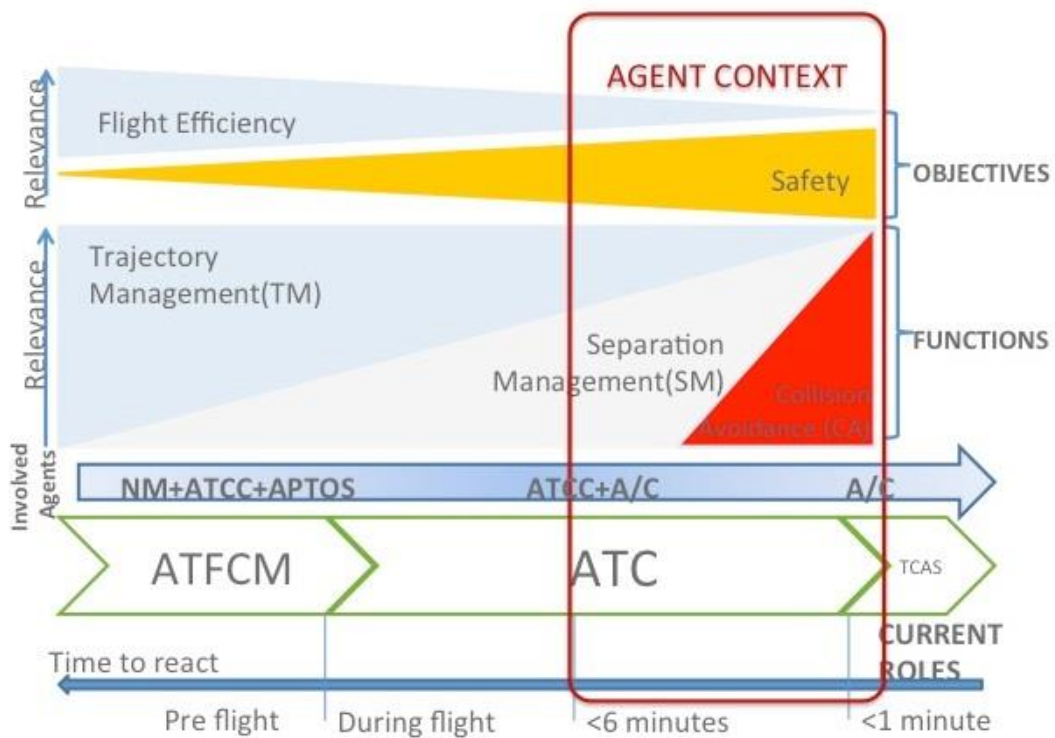 AGENT CONTEXT
Relevance
Flight Efficiency
Safety
OBJECTIVES
Relevance
Trajectory
Management(TM)
Separation
Management(SM)
Collision
Avoidance (CA)
FUNCTIONS
Involved
Agents
NM+ATCC+APTOS
ATCC+A/C
A/C
ATFCM
ATC
TCAS
CURRENT
ROLES
Time to react
Pre flight
During flight
<6 minutes
<1 minute